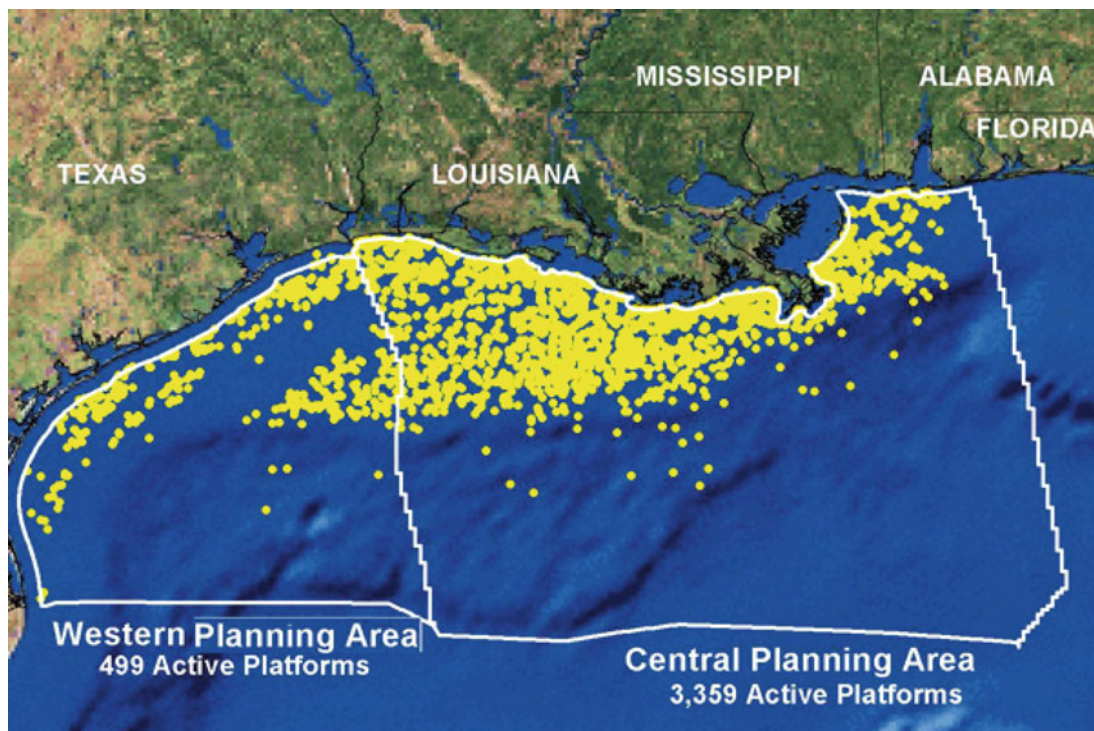 MISSISSIPPI
ALABAMA
FLORIDA
TEXAS
LOUISIANA
Western Planning Area
499 Active Platforms
Central Planning Area
3,359 Active Platforms